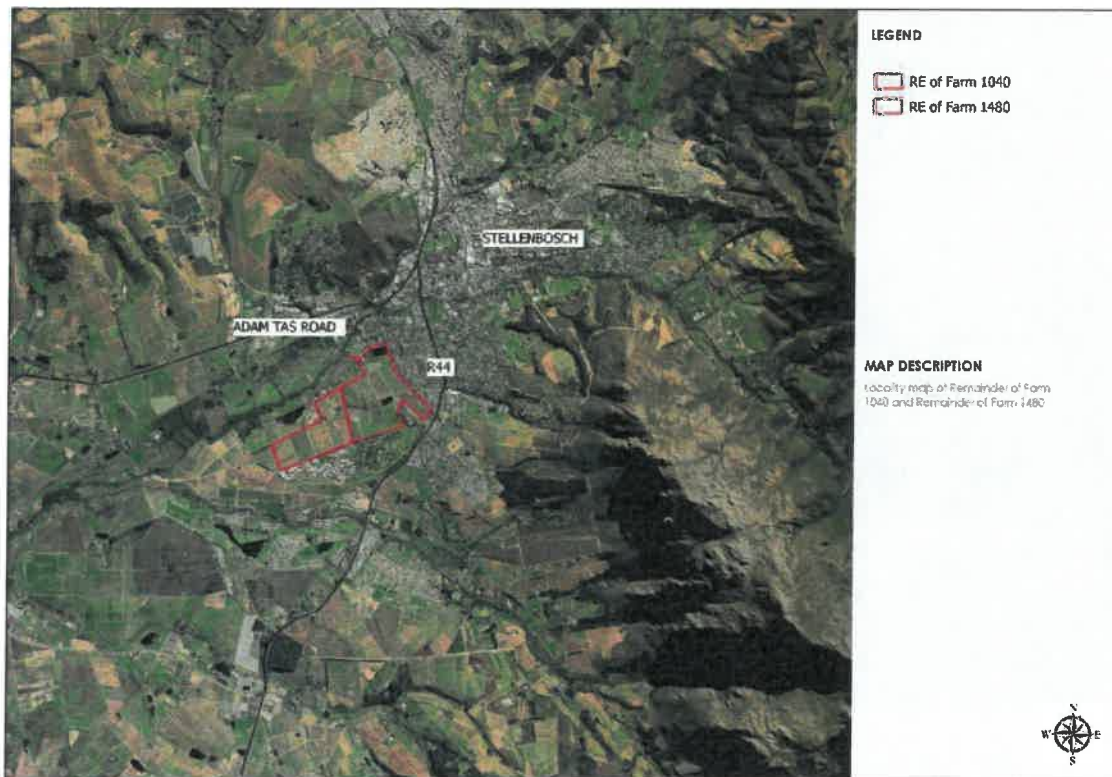 LEGEND
RE of Farm 1040
RE of Farm 1480
STELLENBOSCH
ADAM TAS ROAD
R44
MAP DESCRIPTION
Locality map of Remainder of Farm
1040 and Remainder of Farm 1480
N
W E
S